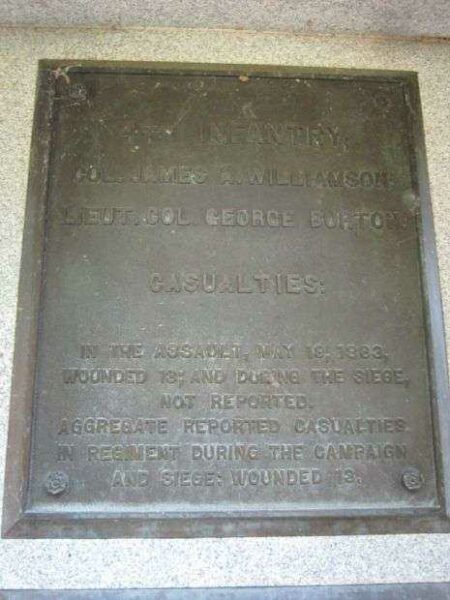 INFANTRY,
COL. JAMES A. WILLIAMSON.
LIEUT. COL. GEORGE BURTON.
CASUALTIES:
IN THE ASSAULT, MAY 19, 1863,
WOUNDED 13; AND DURING THE SIEGE,
NOT REPORTED.
AGGREGATE REPORTED CASUALTIES
IN REGIMENT DURING THE CAMPAIGN
AND SIEGE: WOUNDED 13.